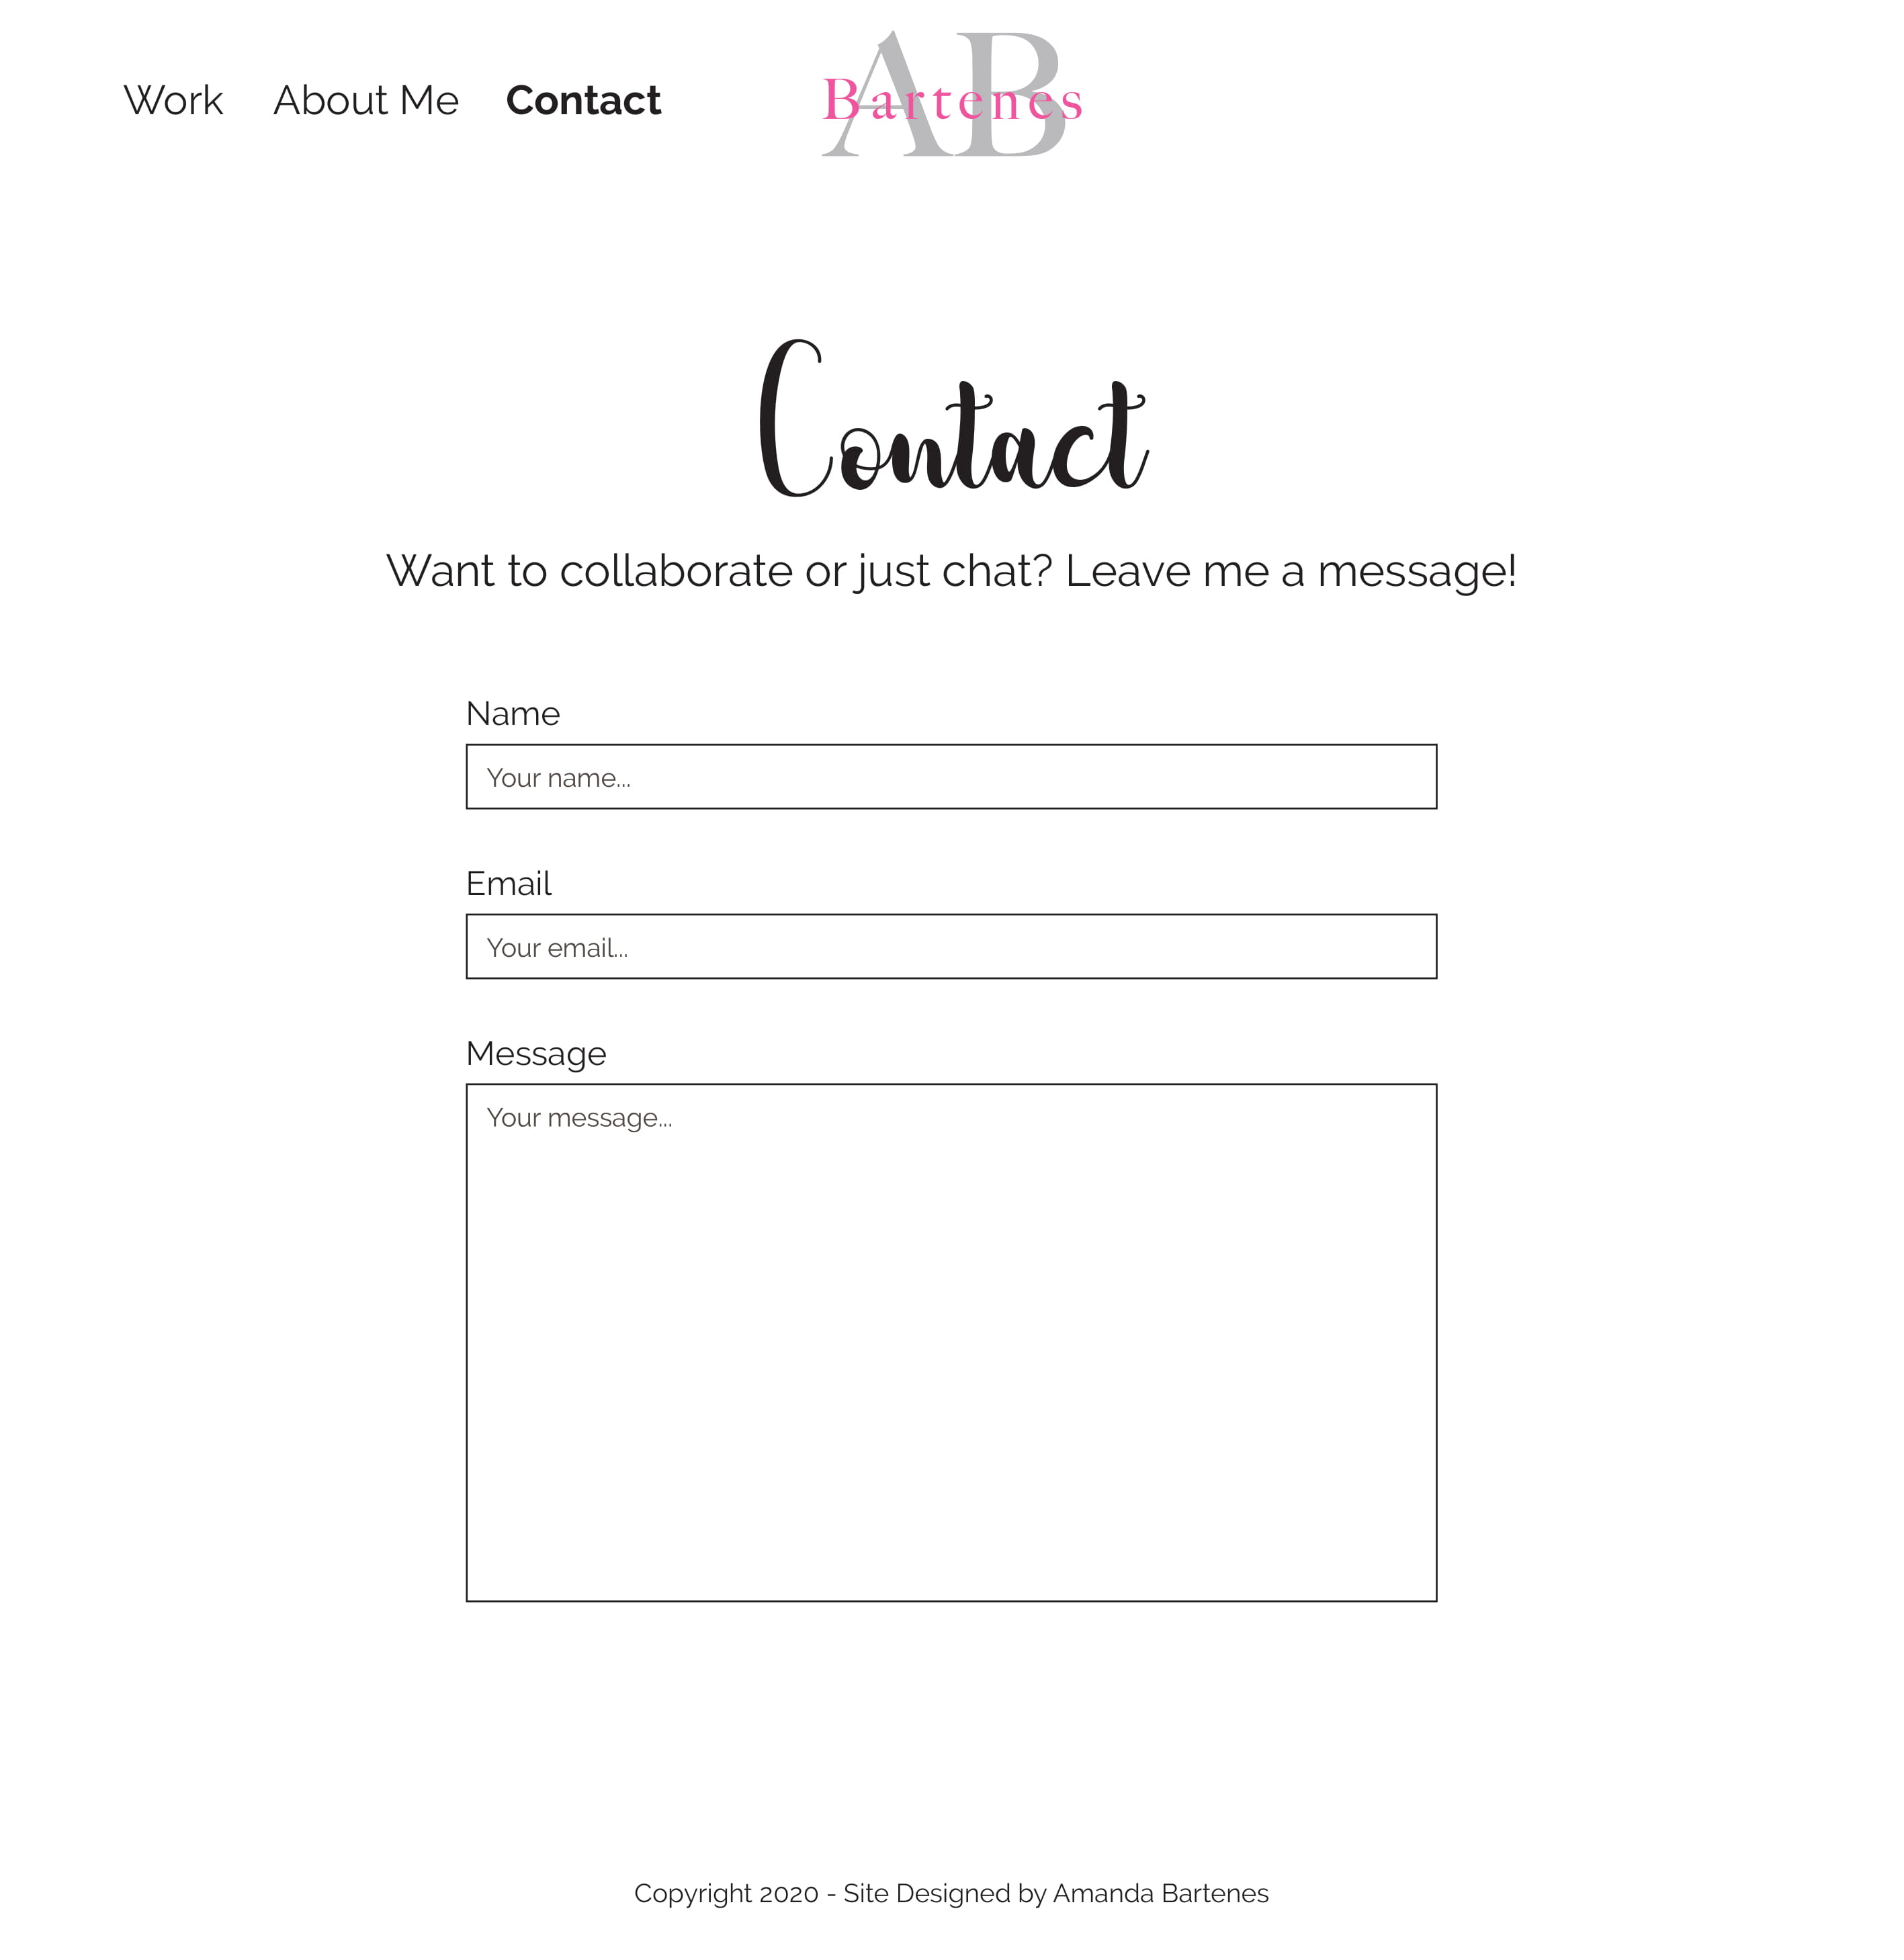 Work About Me Contact
AB
Bartenes
Contact
Want to collaborate or just chat? Leave me a message!
Name
Your name...
Email
Your email...
Message
Your message...
Copyright 2020 - Site Designed by Amanda Bartenes